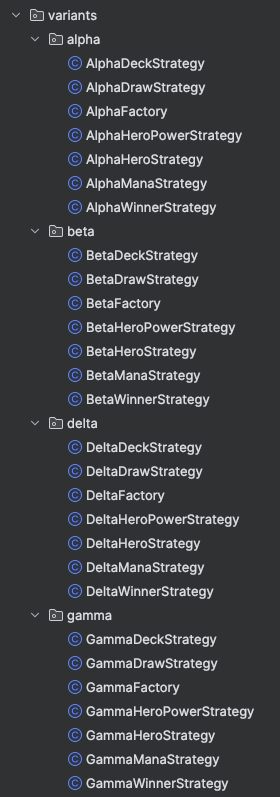 variants
alpha
AlphaDeckStrategy
AlphaDrawStrategy
AlphaFactory
AlphaHeroPowerStrategy
AlphaHeroStrategy
AlphaManaStrategy
AlphaWinnerStrategy
beta
BetaDeckStrategy
BetaDrawStrategy
BetaFactory
BetaHeroPowerStrategy
BetaHeroStrategy
BetaManaStrategy
BetaWinnerStrategy
delta
DeltaDeckStrategy
DeltaDrawStrategy
DeltaFactory
DeltaHeroPowerStrategy
DeltaHeroStrategy
DeltaManaStrategy
DeltaWinnerStrategy
gamma
GammaDeckStrategy
GammaDrawStrategy
GammaFactory
GammaHeroPowerStrategy
GammaHeroStrategy
GammaManaStrategy
GammaWinnerStrategy